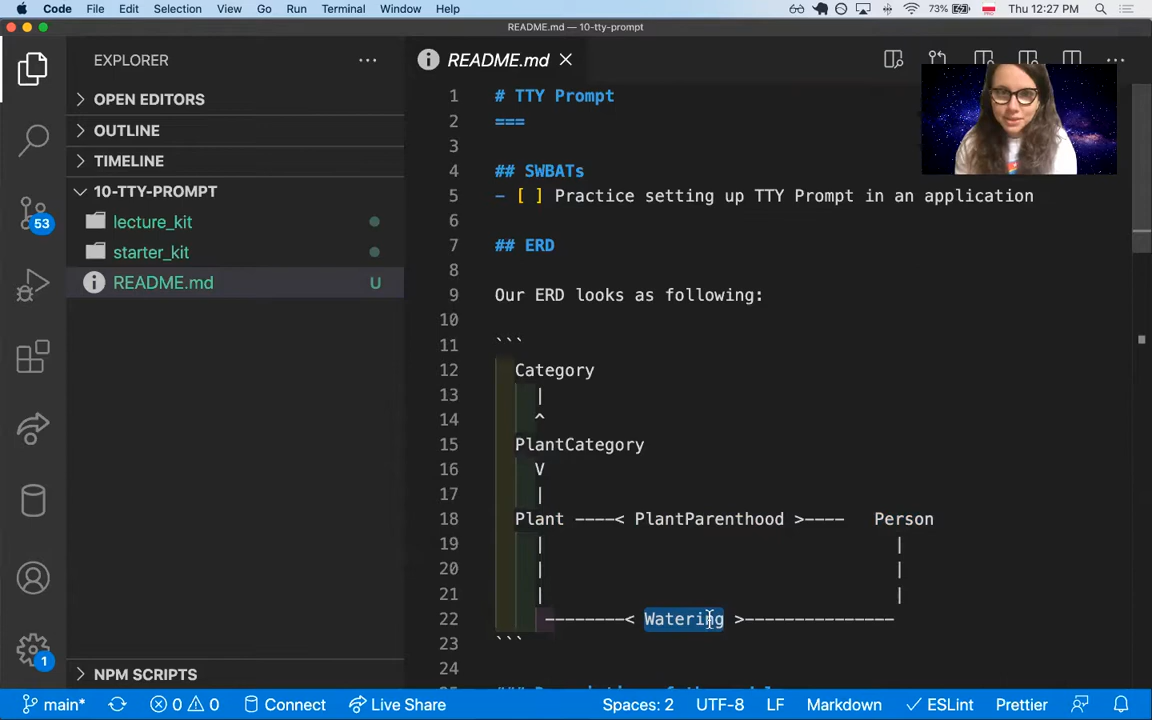 Code File Edit Selection View Go Run Terminal Window Help 73% Thu 12:27 PM
README.md — 10-tty-prompt
EXPLORER
README.md
OPEN EDITORS
OUTLINE
TIMELINE
10-TTY-PROMPT
lecture_kit
starter_kit
README.md U
NPM SCRIPTS
53
1
1 # TTY Prompt
2 ===
3
4 ## SWBATs
5 - [ ] Practice setting up TTY Prompt in an application
6
7 ## ERD
8
9 Our ERD looks as following:
10
11 ```
12 Category
13 |
14 ^
15 PlantCategory
16 V
17 |
18 Plant ----< PlantParenthood >---- Person
19 | |
20 | |
21 | |
22 -------< Watering >---------------
23 ```
24
main* 0 0 Connect Live Share Spaces: 2 UTF-8 LF Markdown ESLint Prettier